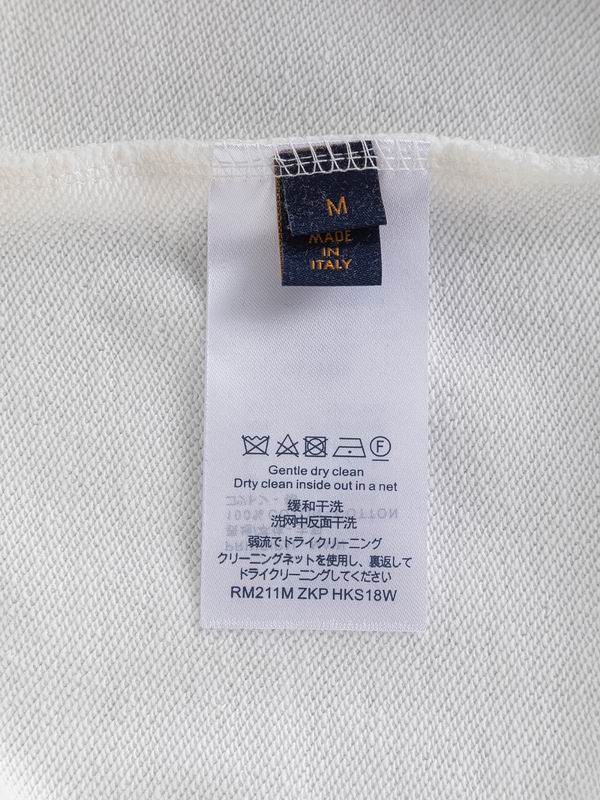 M
MADE
IN
ITALY
F
Gentle dry clean
Drty clean inside out in a net
缓和干洗
洗网中反面干洗
弱流でドライクリーニング
クリーニングネットを使用し、裏返して
ドライクリーニングしてください
RM211M ZKP HKS18W